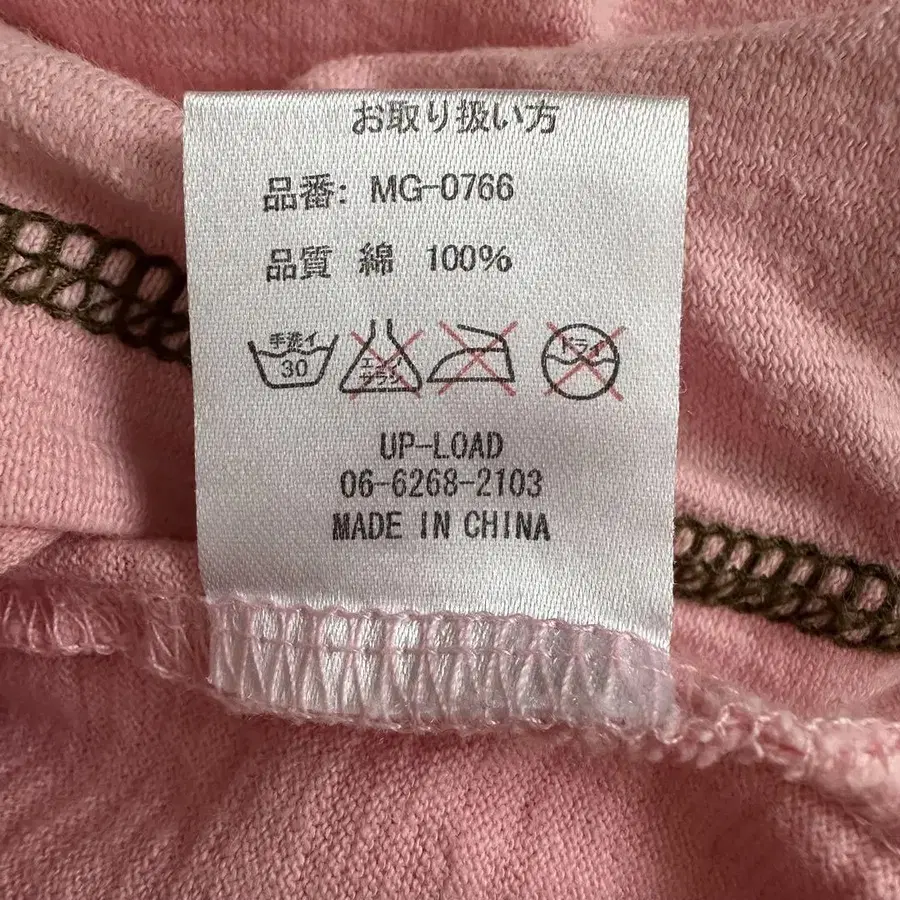 お取り扱い方
品番: MG-0766
品質 綿 100%
手洗イ 30 エンソ サラシ ドライ
UP-LOAD
06-6268-2103
MADE IN CHINA